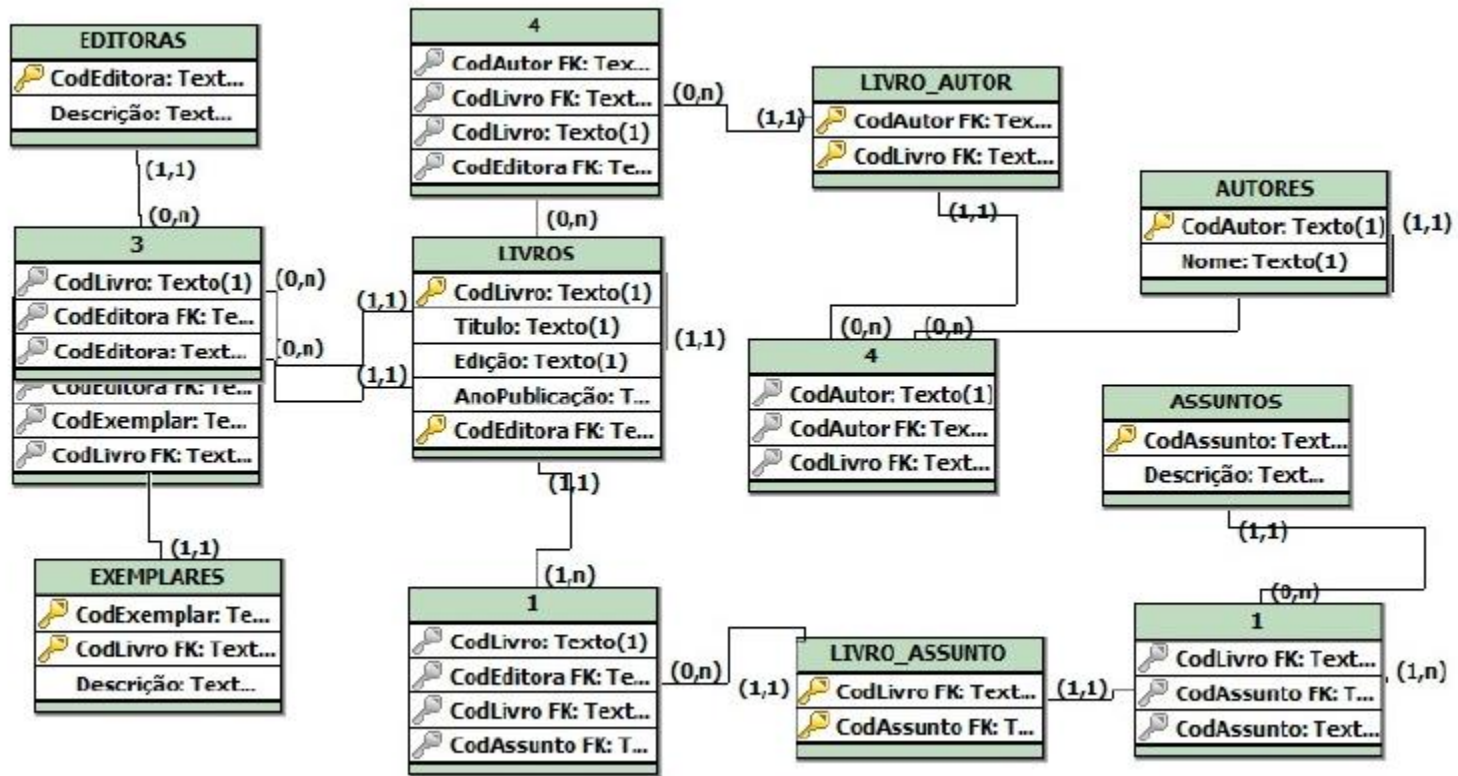 EDITORAS
CodEditora: Text...
Descrição: Text...
(1,1)
(0,n)
3
CodLivro: Texto(1)
CodEditora FK: Te...
CodEditora: Text...
CodEditora FK: Te...
CodExemplar: Te...
CodLivro FK: Text...
(0,n)
(0,n)
(1,1)
(1,1)
(1,1)
EXEMPLARES
CodExemplar: Te...
CodLivro FK: Text...
Descrição: Text...
4
CodAutor FK: Tex...
CodLivro FK: Text...
CodLivro: Texto(1)
CodEditora FK: Te...
(0,n)
(1,1)
(0,n)
LIVROS
CodLivro: Texto(1)
Titulo: Texto(1)
Edição: Texto(1)
AnoPublicação: T...
CodEditora FK: Te...
(1,1)
(1,1)
(1,n)
1
CodLivro: Texto(1)
CodEditora FK: Te...
CodLivro FK: Text...
CodAssunto FK: T...
(0,n)
(1,1)
LIVRO_AUTOR
CodAutor FK: Tex...
CodLivro FK: Text...
(1,1)
(0,n)
(0,n)
4
CodAutor: Texto(1)
CodAutor FK: Tex...
CodLivro FK: Text...
AUTORES
CodAutor: Texto(1)
Nome: Texto(1)
(1,1)
ASSUNTOS
CodAssunto: Text...
Descrição: Text...
(1,1)
(0,n)
LIVRO_ASSUNTO
CodLivro FK: Text...
CodAssunto FK: T...
(1,1)
1
CodLivro FK: Text...
CodAssunto FK: T...
CodAssunto: Text...
(1,n)